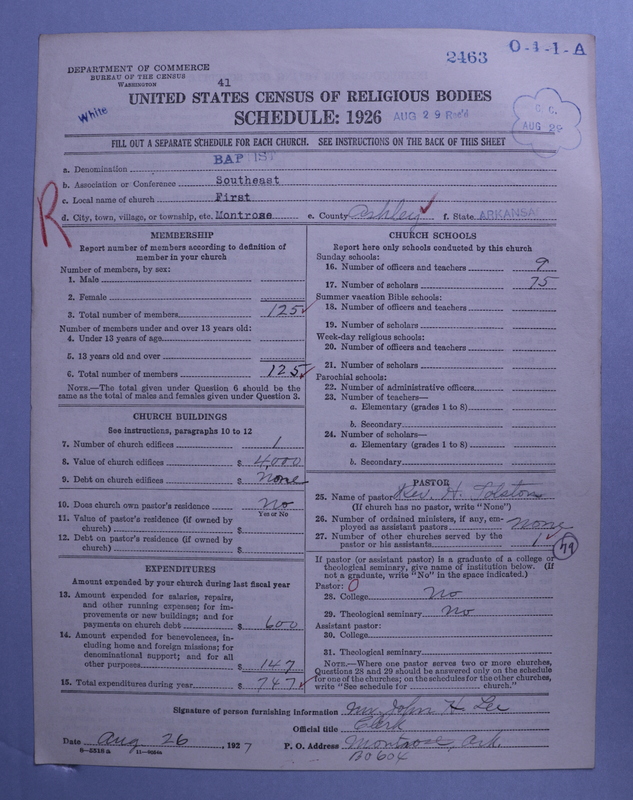 2463
O-1-1-A
DEPARTMENT OF COMMERCE
BUREAU OF THE CENSUS
WASHINGTON
41
White
UNITED STATES CENSUS OF RELIGIOUS BODIES
SCHEDULE: 1926
AUG 29 Rec'd
C. C.
AUG 29
FILL OUT A SEPARATE SCHEDULE FOR EACH CHURCH. SEE INSTRUCTIONS ON THE BACK OF THIS SHEET
a. Denomination BAPTIST
b. Association or Conference Southeast
c. Local name of church First
d. City, town, village, or township, etc. Montrose e. County Ashley f. State ARKANSA
R
MEMBERSHIP
Report number of members according to definition of
member in your church
Number of members, by sex:
1. Male
2. Female
3. Total number of members 125
Number of members under and over 13 years old:
4. Under 13 years of age
5. 13 years old and over
6. Total number of members 125
NOTE.—The total given under Question 6 should be the
same as the total of males and females given under Question 3.
CHURCH BUILDINGS
See instructions, paragraphs 10 to 12
7. Number of church edifices 1
8. Value of church edifices $ 4,000
9. Debt on church edifices $ none
10. Does church own pastor's residence no
Yes or No
11. Value of pastor's residence (if owned by
church) $
12. Debt on pastor's residence (if owned by
church) $
EXPENDITURES
Amount expended by your church during last fiscal year
13. Amount expended for salaries, repairs,
and other running expenses; for im-
provements or new buildings; and for
payments on church debt $ 600
14. Amount expended for benevolences, in-
cluding home and foreign missions; for
denominational support; and for all
other purposes $ 147
15. Total expenditures during year $ 747
CHURCH SCHOOLS
Report here only schools conducted by this church
Sunday schools:
16. Number of officers and teachers 9
17. Number of scholars 75
Summer vacation Bible schools:
18. Number of officers and teachers
19. Number of scholars
Week-day religious schools:
20. Number of officers and teachers
21. Number of scholars
Parochial schools:
22. Number of administrative officers
23. Number of teachers—
a. Elementary (grades 1 to 8)
b. Secondary
24. Number of scholars—
a. Elementary (grades 1 to 8)
b. Secondary
PASTOR
25. Name of pastor Rev. H. Tolston
(If church has no pastor, write "None")
26. Number of ordained ministers, if any, em-
ployed as assistant pastors none
27. Number of other churches served by the
pastor or his assistants 1
79
If pastor (or assistant pastor) is a graduate of a college or
theological seminary, give name of institution below. (If
not a graduate, write "No" in the space indicated.)
Pastor: 0
28. College No
29. Theological seminary No
Assistant pastor:
30. College
31. Theological seminary
NOTE.—Where one pastor serves two or more churches,
Questions 28 and 29 should be answered only on the schedule
for one of the churches; on the schedules for the other churches,
write "See schedule for church."
Signature of person furnishing information Mrs John H. Lee
Official title Clerk
Date Aug 26, 1927 P. O. Address Montrose, Ark.
8-5518 a
Bo 604